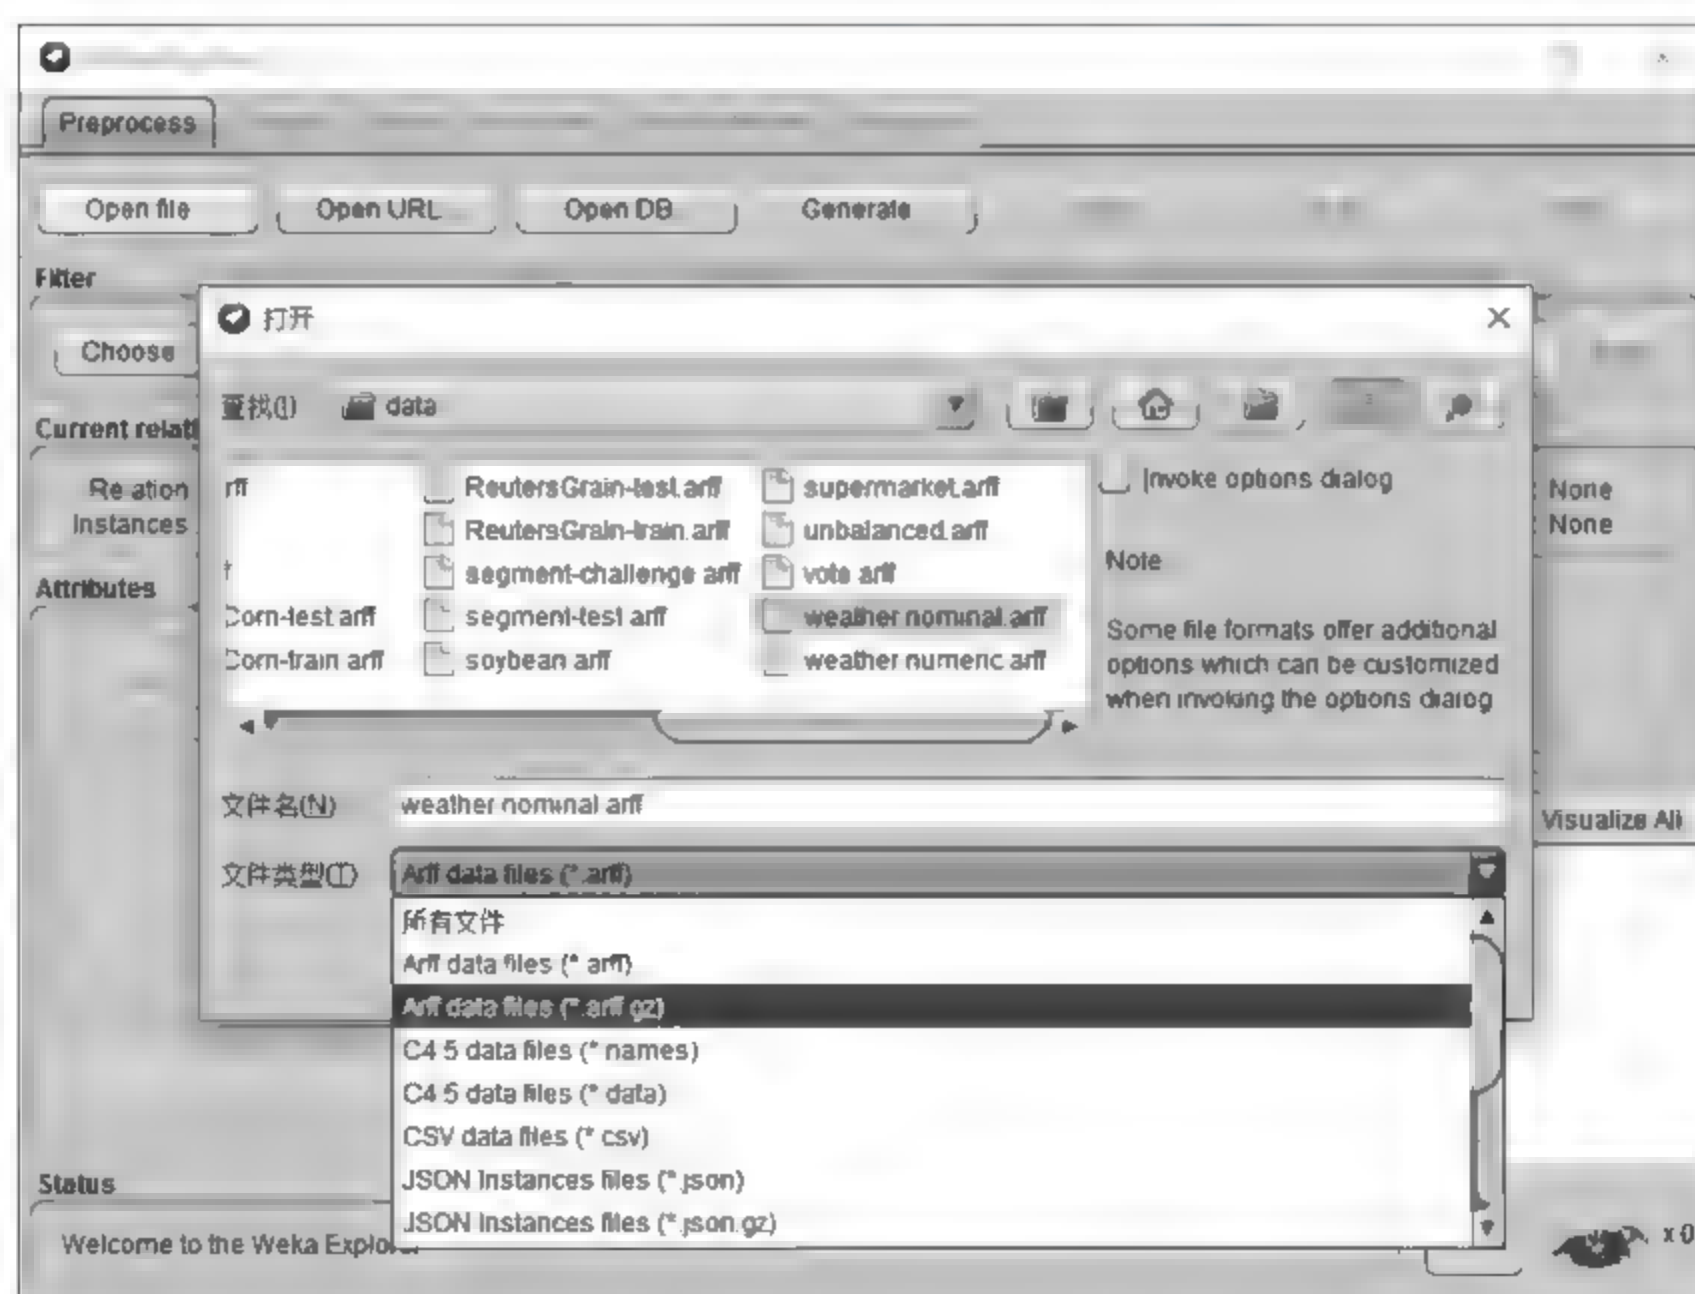 Preprocess
Open file
Open URL
Open DB
Generate
Filter
Choose
打开
查找(I)
data
Current relati
Relation
Instances
: None
: None
Attributes
rff
ReutersGrain-test.arff
supermarket.arff
Invoke options dialog
ReutersGrain-train.arff
unbalanced.arff
segment-challenge.arff
vote.arff
Note
Corn-test.arff
segment-test.arff
weather.nominal.arff
Corn-train.arff
soybean.arff
weather.numeric.arff
Some file formats offer additional
options which can be customized
when invoking the options dialog
文件名(N)
weather.nominal.arff
Visualize All
文件类型(T)
Arff data files (*.arff)
所有文件
Arff data files (*.arff)
Arff data files (*.arff.gz)
C4.5 data files (*.names)
C4.5 data files (*.data)
CSV data files (*.csv)
JSON Instances files (*.json)
JSON Instances files (*.json.gz)
Status
Welcome to the Weka Explorer
x 0